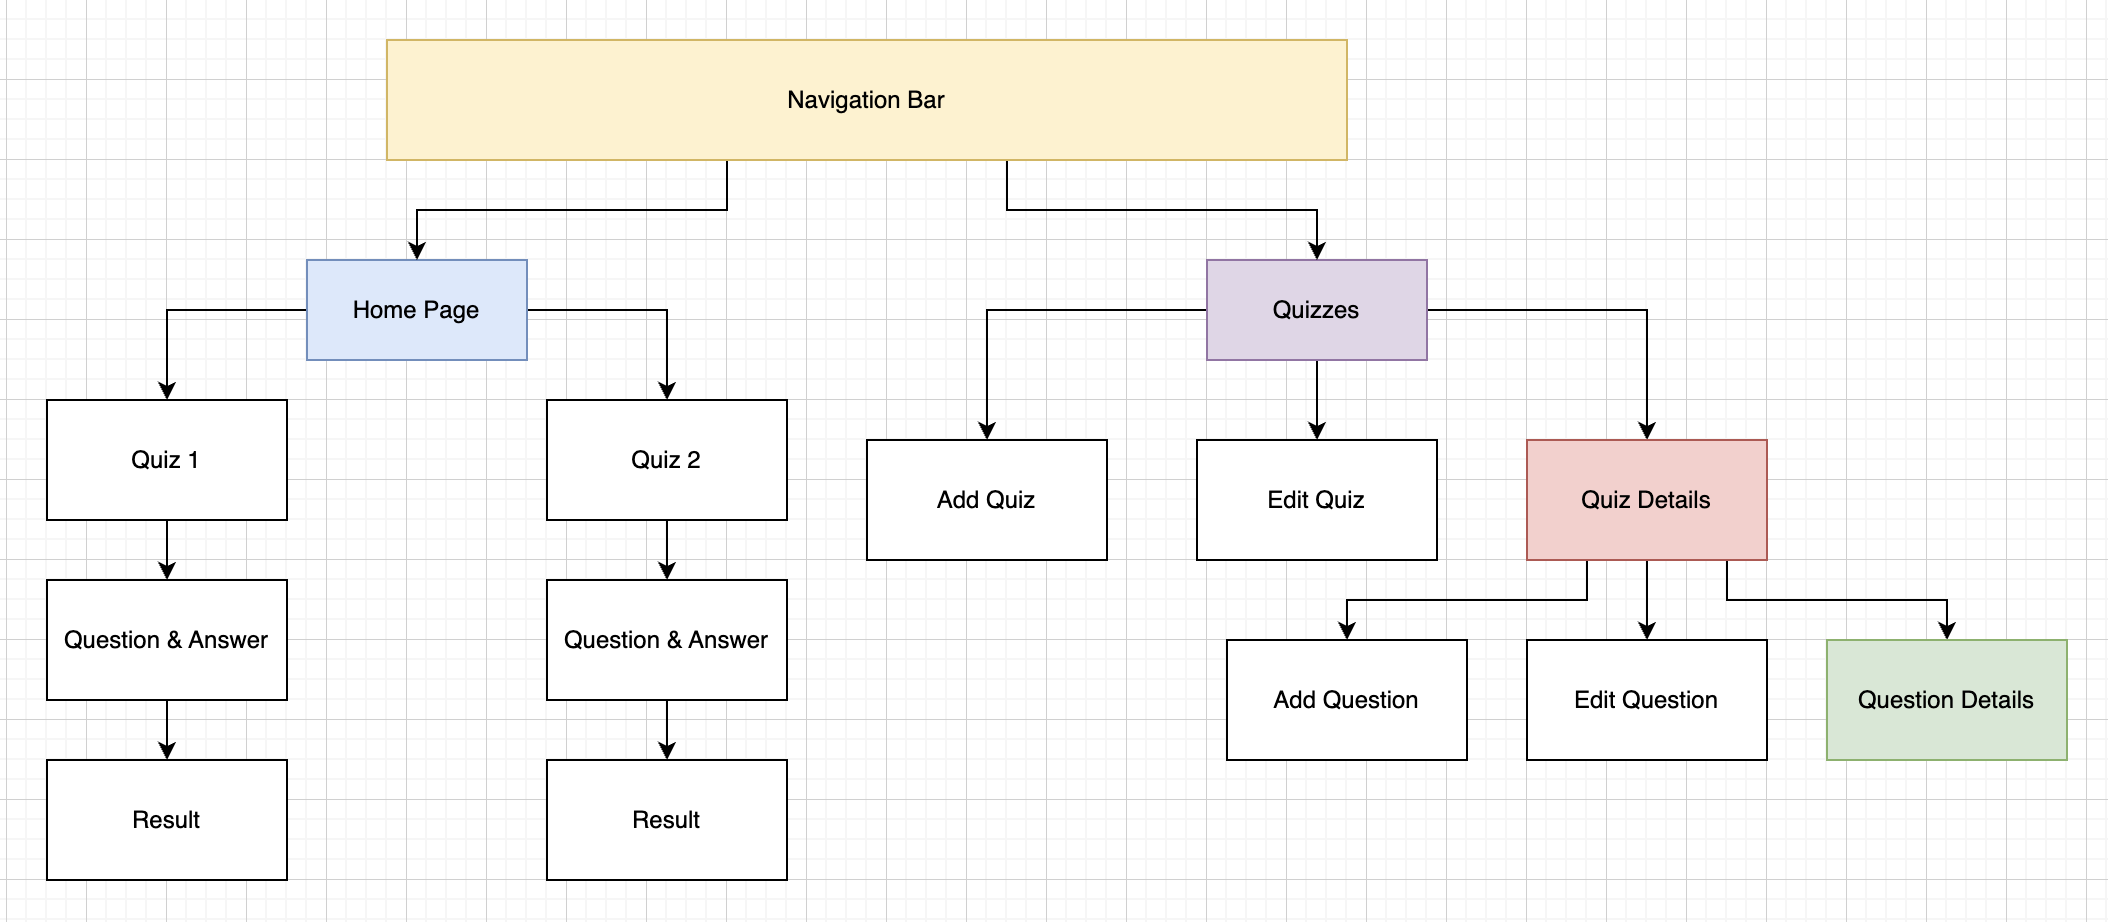 Navigation Bar
Home Page
Quizzes
Quiz 1
Quiz 2
Add Quiz
Edit Quiz
Quiz Details
Question & Answer
Question & Answer
Add Question
Edit Question
Question Details
Result
Result